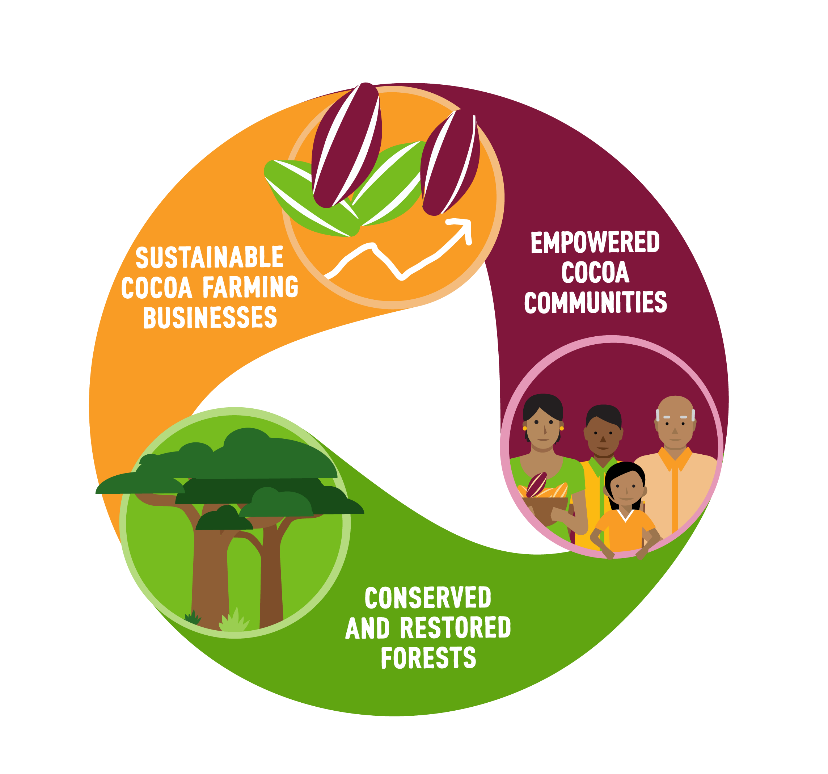 SUSTAINABLE
COCOA FARMING
BUSINESSES
EMPOWERED
COCOA
COMMUNITIES
CONSERVED
AND RESTORED
FORESTS